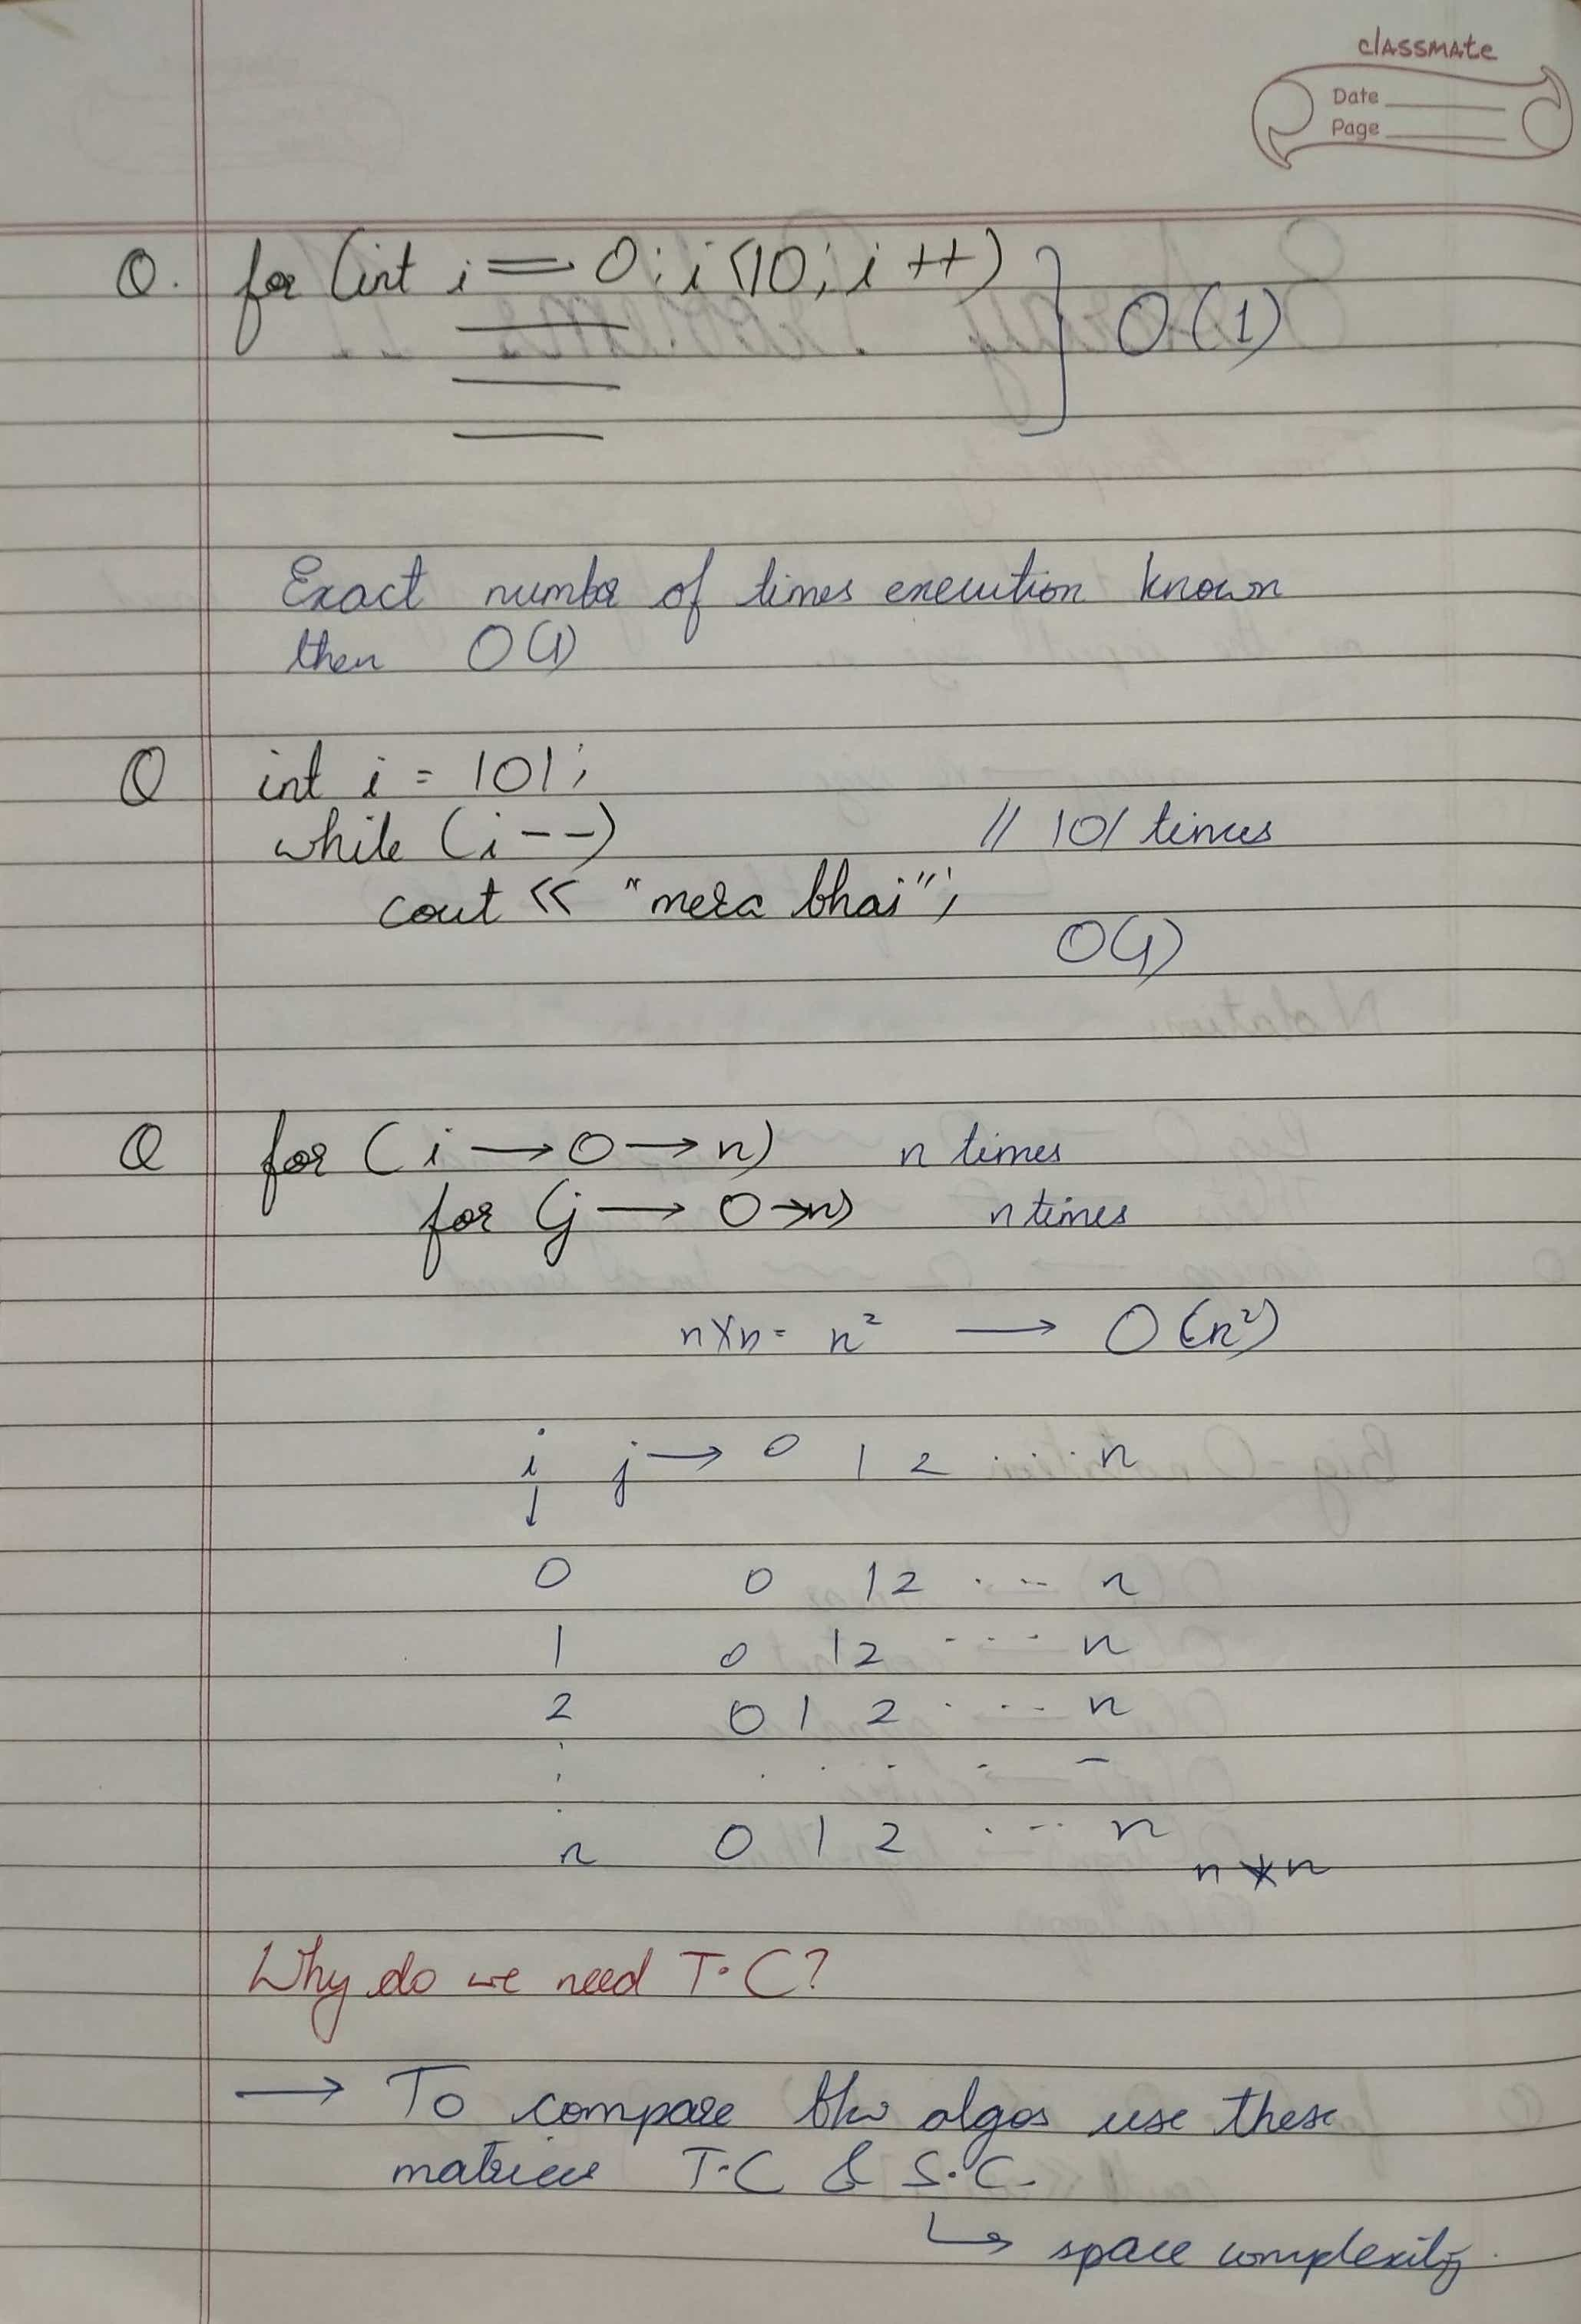 classmate
Date
Page
Q. for (int i = 0; i < 10; i ++)
O(1)
Exact number of times execution known
then O(1)
Q int i = 101;
while (i--) // 101 times
cout << "mera bhai";
O(1)
Q for (i → 0 → n) n times
for (j → 0 → n) n times
n×n = n² → O(n²)
i j → 0 1 2 ..... n
↓
0 0 1 2 .... n
1 0 1 2 ----- n
2 0 1 2 .... n
: . . . - -
n 0 1 2 .... n
n * n
Why do we need T.C?
→ To compare btw algos use these
matrices T.C & S.C.
↳ space complexity.